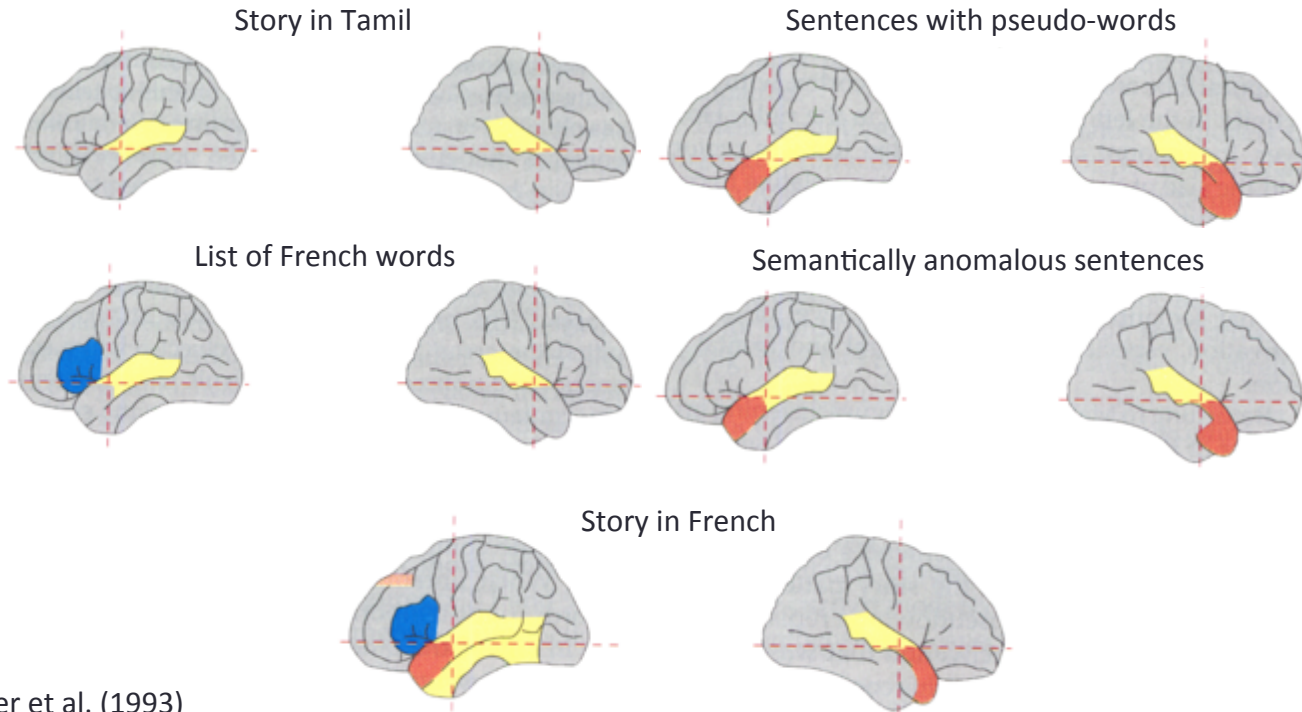 Story in Tamil
Sentences with pseudo-words
List of French words
Semantically anomalous sentences
Story in French
er et al. (1993)